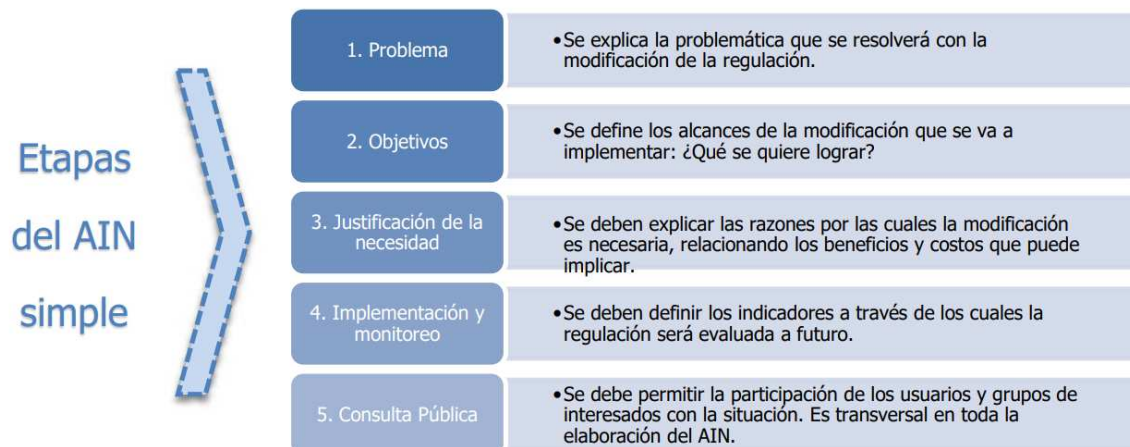 Etapas
del AIN
simple
1. Problema
•Se explica la problemática que se resolverá con la
modificación de la regulación.
2. Objetivos
•Se define los alcances de la modificación que se va a
implementar: ¿Qué se quiere lograr?
3. Justificación de la
necesidad
•Se deben explicar las razones por las cuales la modificación
es necesaria, relacionando los beneficios y costos que puede
implicar.
4. Implementación y
monitoreo
•Se deben definir los indicadores a través de los cuales la
regulación será evaluada a futuro.
5. Consulta Pública
•Se debe permitir la participación de los usuarios y grupos de
interesados con la situación. Es transversal en toda la
elaboración del AIN.